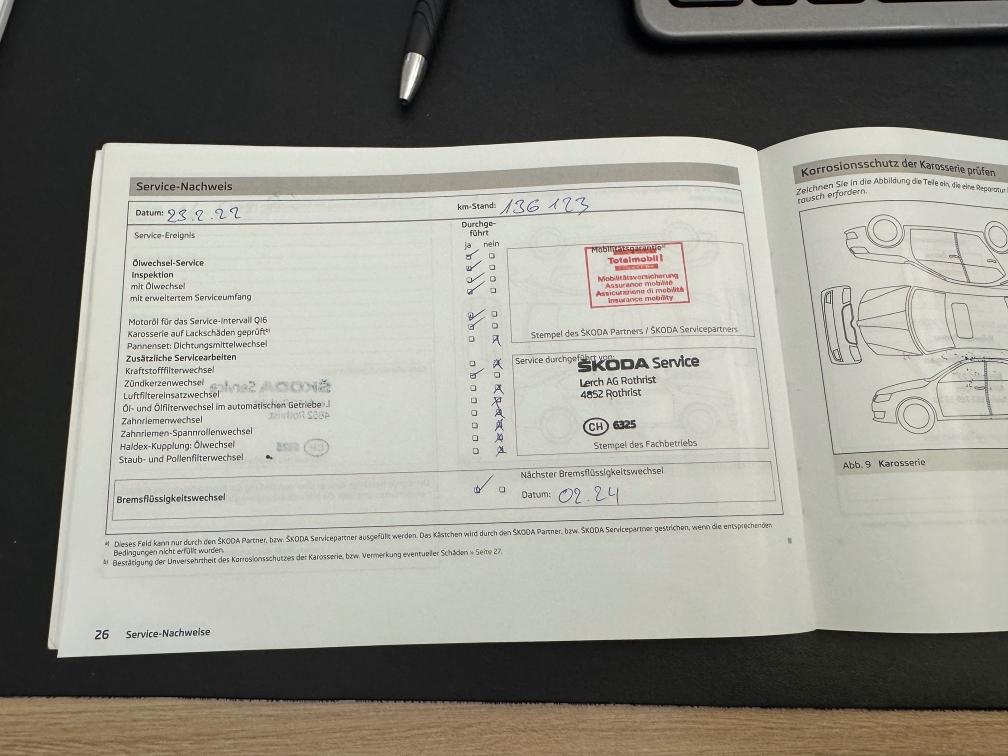 Service-Nachweis
Datum: 23.2.22
km-Stand: 136 123
Service-Ereignis
Durchge-
führt
ja nein
Ölwechsel-Service
Inspektion
mit Ölwechsel
mit erweitertem Serviceumfang
Motoröl für das Service-Intervall QI6
Karosserie auf Lackschäden geprüft b)
Pannenset: Dichtungsmittelwechsel
Zusätzliche Servicearbeiten
Kraftstofffilterwechsel
Zündkerzenwechsel
Luftfiltereinsatzwechsel
Öl- und Ölfilterwechsel im automatischen Getriebe
Zahnriemenwechsel
Zahnriemen-Spannrollenwechsel
Haldex-Kupplung: Ölwechsel
Staub- und Pollenfilterwechsel
Mobilitätsgarantie
Totalmobil!
Mobilitätsversicherung
Assurance mobilité
Assicurazione di mobilità
Insurance mobility
Stempel des ŠKODA Partners / ŠKODA Servicepartners
Service durchgeführt von:
ŠKODA Service
Lerch AG Rothrist
4852 Rothrist
CH 6325
Stempel des Fachbetriebs
Bremsflüssigkeitswechsel
Nächster Bremsflüssigkeitswechsel
Datum: 02.24
a) Dieses Feld kann nur durch den ŠKODA Partner, bzw. ŠKODA Servicepartner ausgefüllt werden. Das Kästchen wird durch den ŠKODA Partner, bzw. ŠKODA Servicepartner gestrichen, wenn die entsprechenden
Bedingungen nicht erfüllt wurden.
b) Bestätigung der Unversehrtheit des Korrosionsschutzes der Karosserie, bzw. Vermerkung eventueller Schäden » Seite 27.
26 Service-Nachweise
Korrosionsschutz der Karosserie prüfen
Zeichnen Sie in die Abbildung die Teile ein, die eine Reparatur
tausch erfordern.
Abb. 9 Karosserie